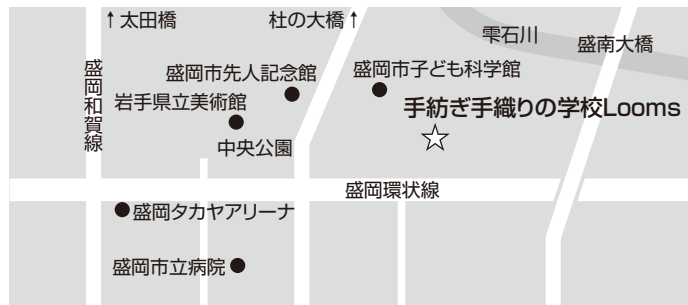 ↑太田橋
杜の大橋↑
雫石川
盛南大橋
盛岡和賀線
盛岡市先人記念館
盛岡市子ども科学館
岩手県立美術館
手紡ぎ手織りの学校Looms
中央公園
盛岡環状線
盛岡タカヤアリーナ
盛岡市立病院